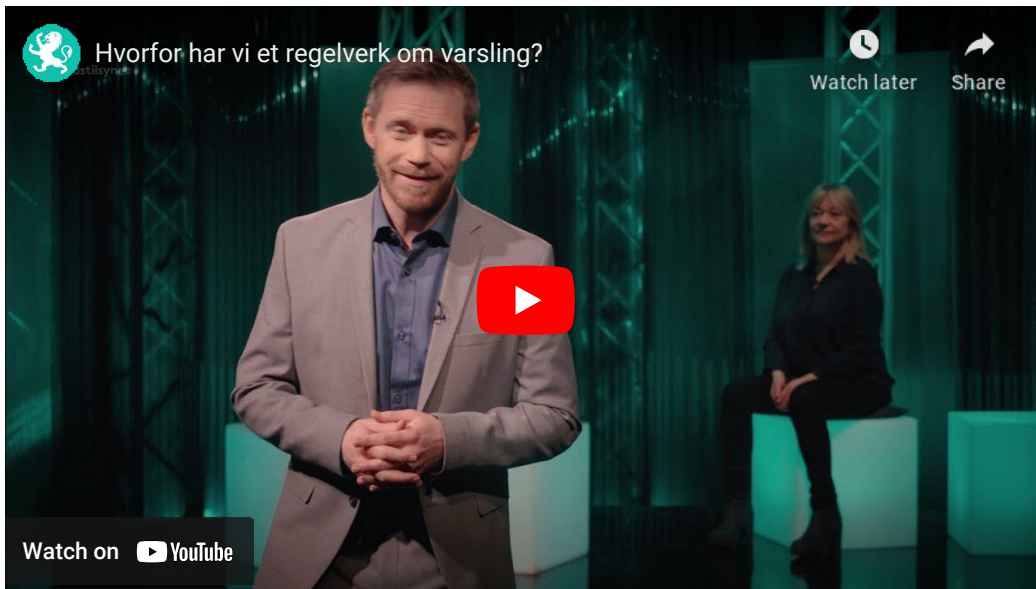 Hvorfor har vi et regelverk om varsling?
Watch later
Share
Watch on YouTube